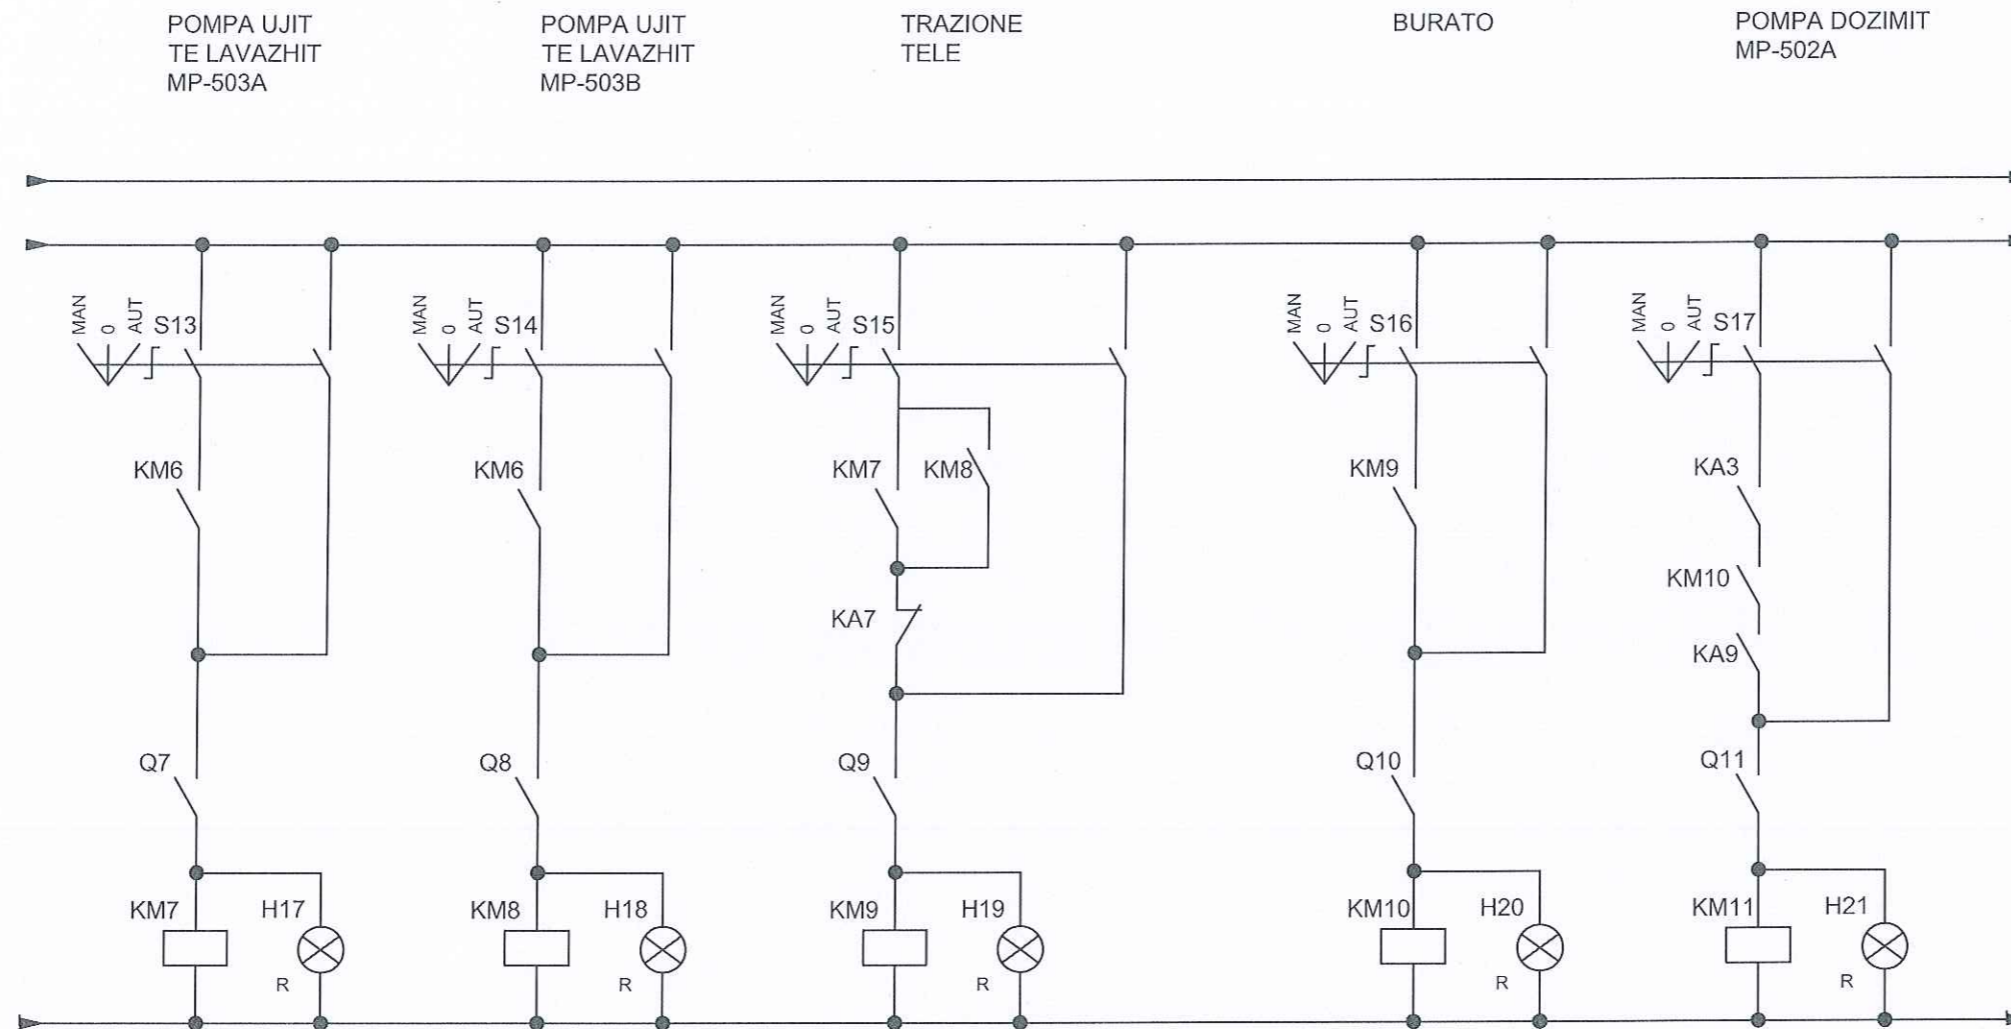 POMPA UJIT
TE LAVAZHIT
MP-503A
POMPA UJIT
TE LAVAZHIT
MP-503B
TRAZIONE
TELE
BURATO
POMPA DOZIMIT
MP-502A
MAN
0
AUT
S13
MAN
0
AUT
S14
MAN
0
AUT
S15
MAN
0
AUT
S16
MAN
0
AUT
S17
KM6
KM6
KM7
KM8
KM9
KA3
KM10
KA7
KA9
Q7
Q8
Q9
Q10
Q11
KM7
H17
KM8
H18
KM9
H19
KM10
H20
KM11
H21
R
R
R
R
R